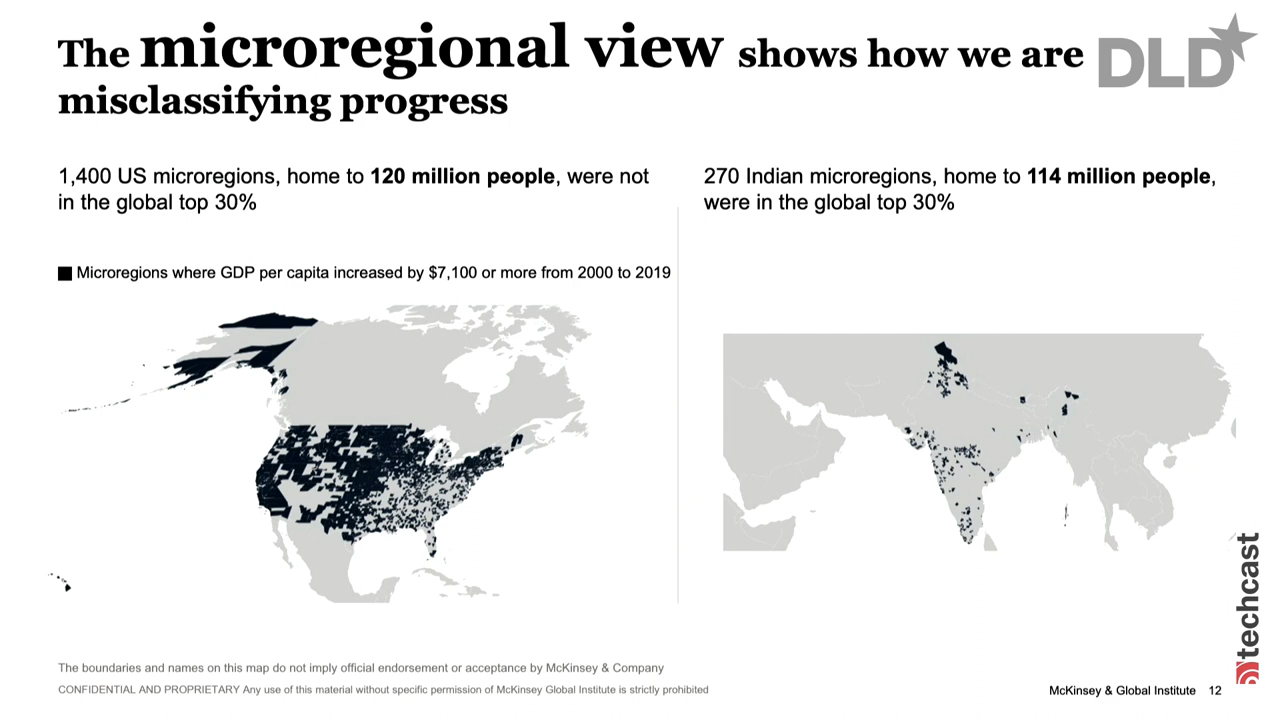 The microregional view shows how we are
misclassifying progress
DLD
1,400 US microregions, home to 120 million people, were not
in the global top 30%
270 Indian microregions, home to 114 million people,
were in the global top 30%
Microregions where GDP per capita increased by $7,100 or more from 2000 to 2019
techcast
The boundaries and names on this map do not imply official endorsement or acceptance by McKinsey & Company
CONFIDENTIAL AND PROPRIETARY Any use of this material without specific permission of McKinsey Global Institute is strictly prohibited
McKinsey & Global Institute 12